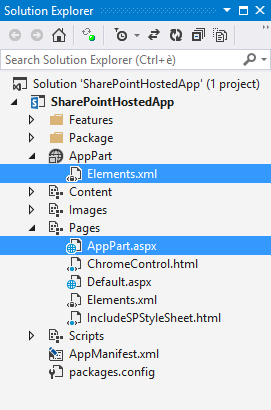 Solution Explorer
Search Solution Explorer (Ctrl+è)
Solution 'SharePointHostedApp' (1 project)
SharePointHostedApp
Features
Package
AppPart
Elements.xml
Content
Images
Pages
AppPart.aspx
ChromeControl.html
Default.aspx
Elements.xml
IncludeSPStyleSheet.html
Scripts
AppManifest.xml
packages.config